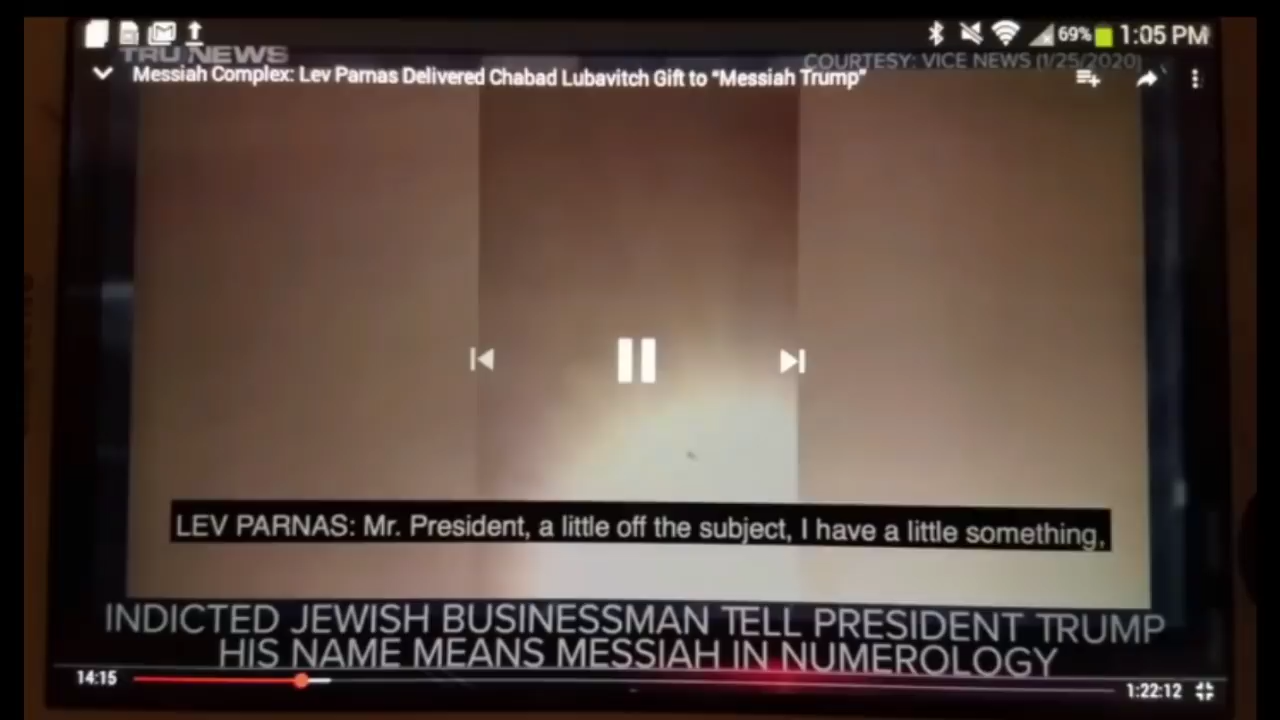 69% 1:05 PM
TRU NEWS
COURTESY: VICE NEWS (1/25/2020)
Messiah Complex: Lev Parnas Delivered Chabad Lubavitch Gift to "Messiah Trump"
LEV PARNAS: Mr. President, a little off the subject, I have a little something,
INDICTED JEWISH BUSINESSMAN TELL PRESIDENT TRUMP
HIS NAME MEANS MESSIAH IN NUMEROLOGY
14:15
1:22:12